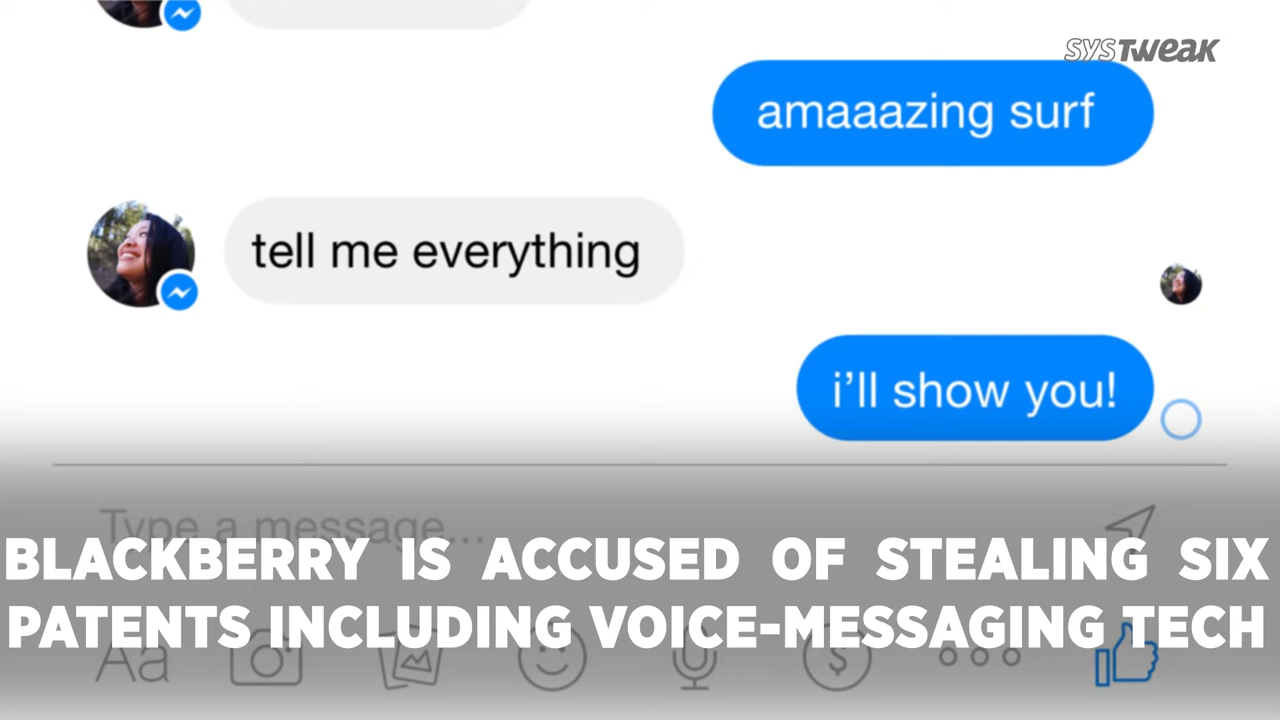 SYSTWEAK
amaaazing surf
tell me everything
i'll show you!
Type a message...
BLACKBERRY IS ACCUSED OF STEALING SIX
PATENTS INCLUDING VOICE-MESSAGING TECH
Aa
$